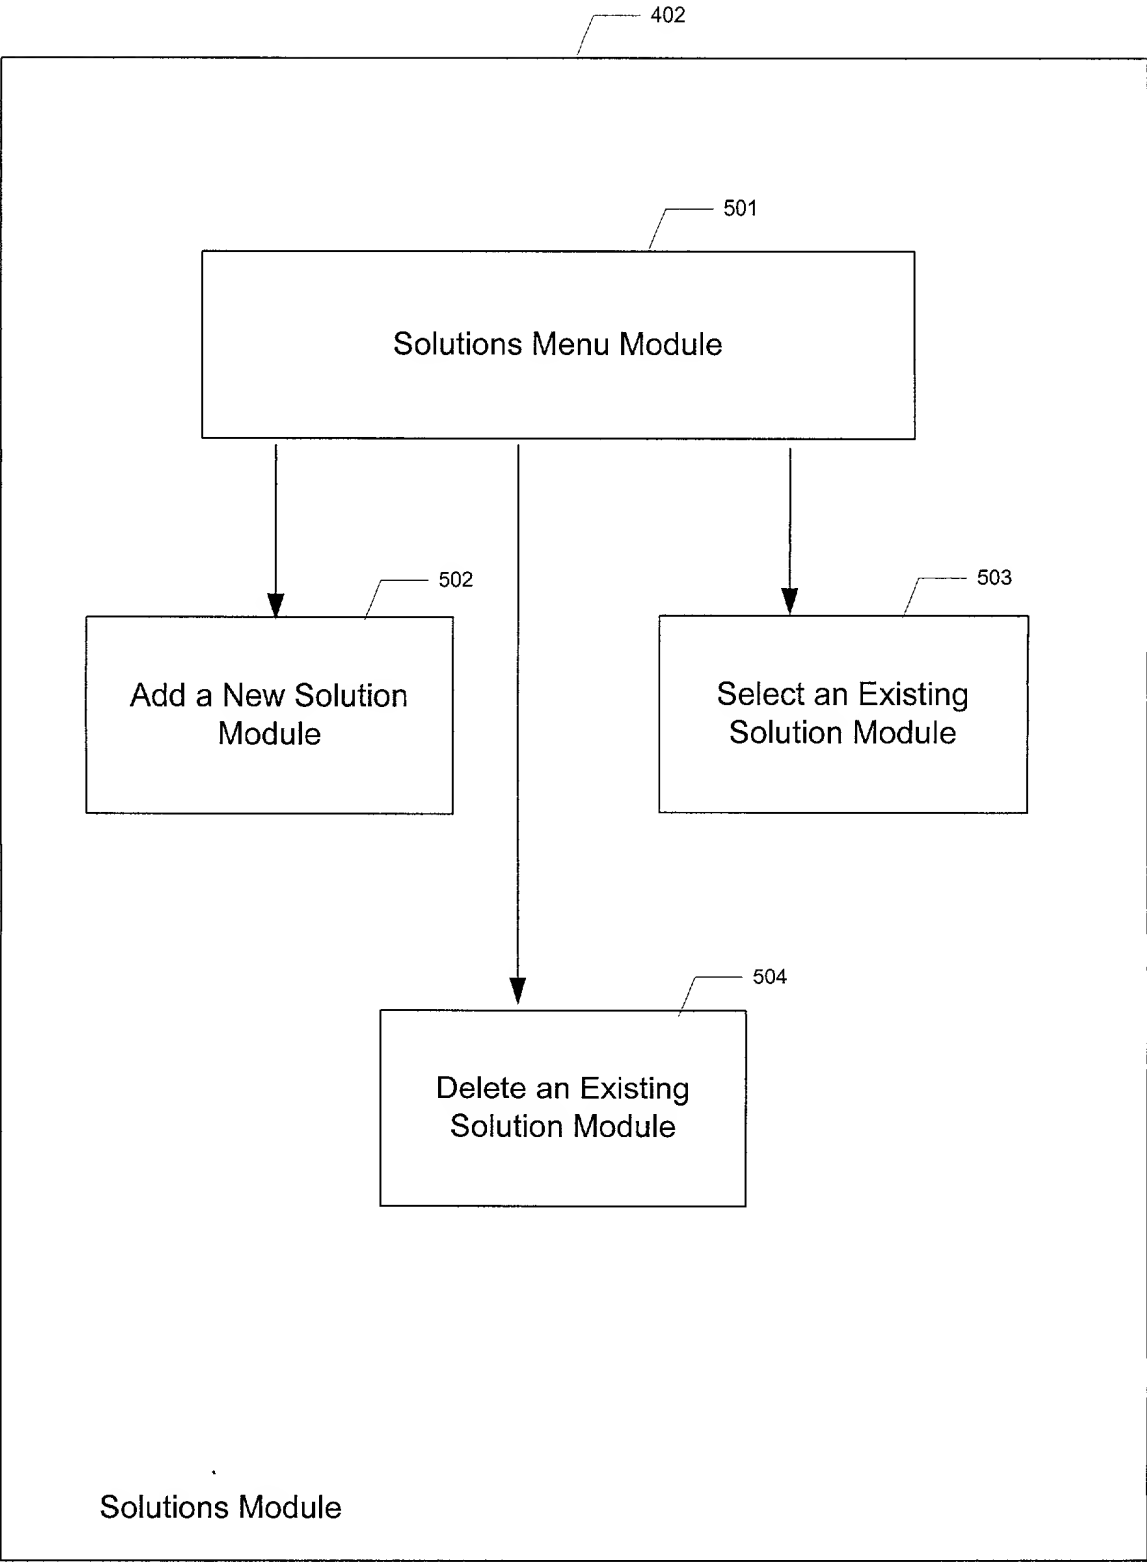 402
501
Solutions Menu Module
502
503
Add a New Solution
Module
Select an Existing
Solution Module
504
Delete an Existing
Solution Module
Solutions Module